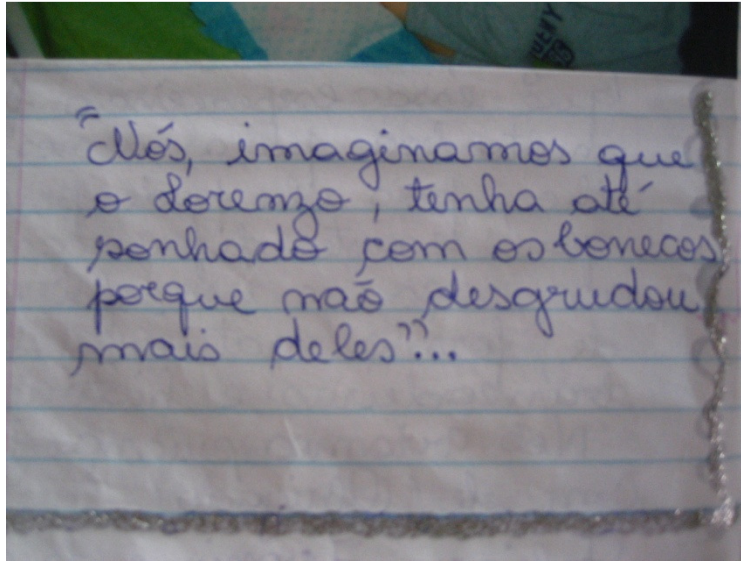 "Nós, imaginamos que
o Lorenzo, tenha até
sonhado com os bonecos
porque não desgrudou
mais deles"...